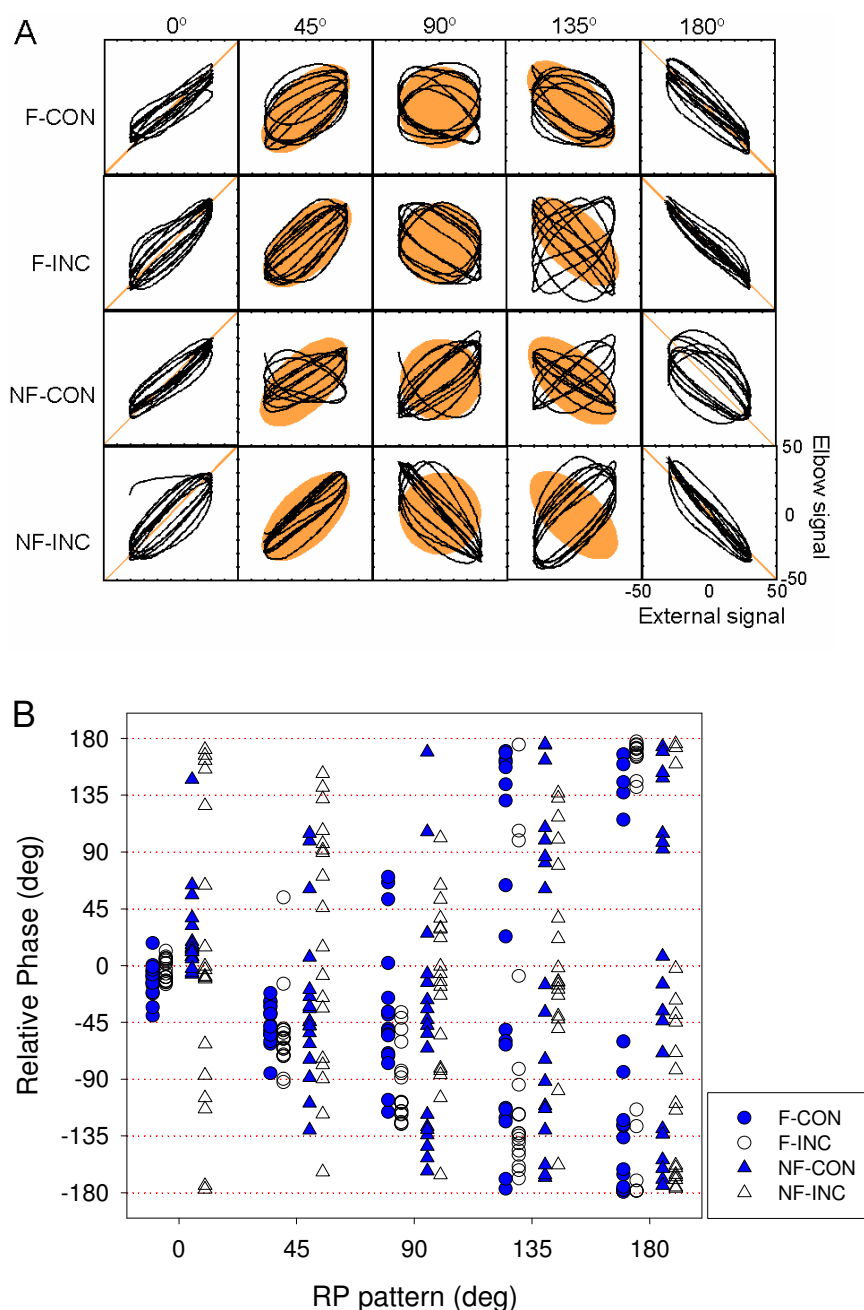 A
0° 45° 90° 135° 180°
F-CON
F-INC
NF-CON
NF-INC
50
0
-50
Elbow signal
-50 0 50
External signal
B
180
135
90
45
0
-45
-90
-135
-180
Relative Phase (deg)
0 45 90 135 180
RP pattern (deg)
F-CON
F-INC
NF-CON
NF-INC